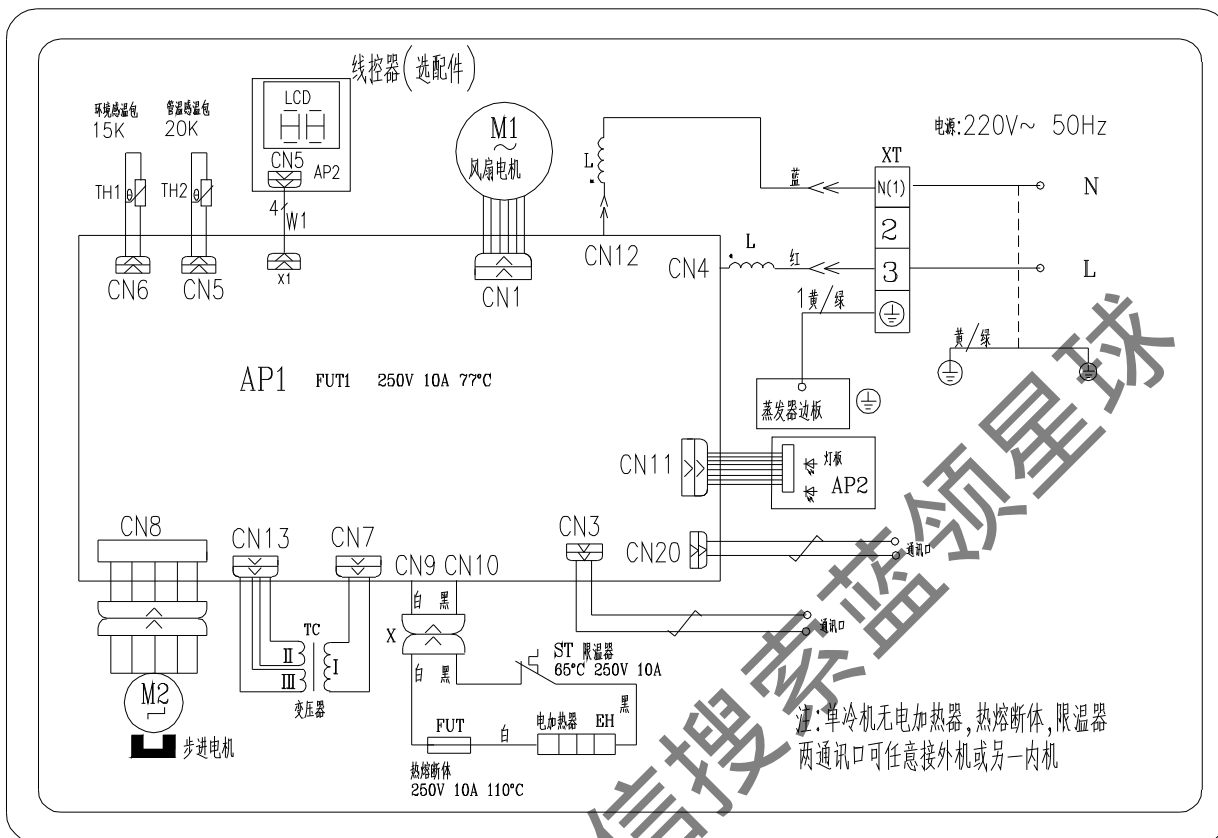 线控器(选配件)
环境感温包
15K
管温感温包
20K
LCD
CN5
AP2
TH1
θ
TH2
θ
4
W1
X1
CN6
CN5
M1
~
风扇电机
CN1
L
CN12
蓝
电源:220V~ 50Hz
XT
N(1)
2
3
N
L
CN4
L
红
1黄/绿
黄/绿
AP1 FUT1 250V 10A 77℃
蒸发器边板
CN11
灯板
AP2
CN8
CN13
CN7
CN9
CN10
CN3
CN20
通讯口
通讯口
白
黑
X
白
黑
TC
II
III
I
变压器
M2
步进电机
ST 限温器
65℃ 250V 10A
黑
FUT
白
电加热器
EH
热熔断体
250V 10A 110℃
注:单冷机无电加热器,热熔断体,限温器
两通讯口可任意接外机或另一内机
信搜索蓝领星球